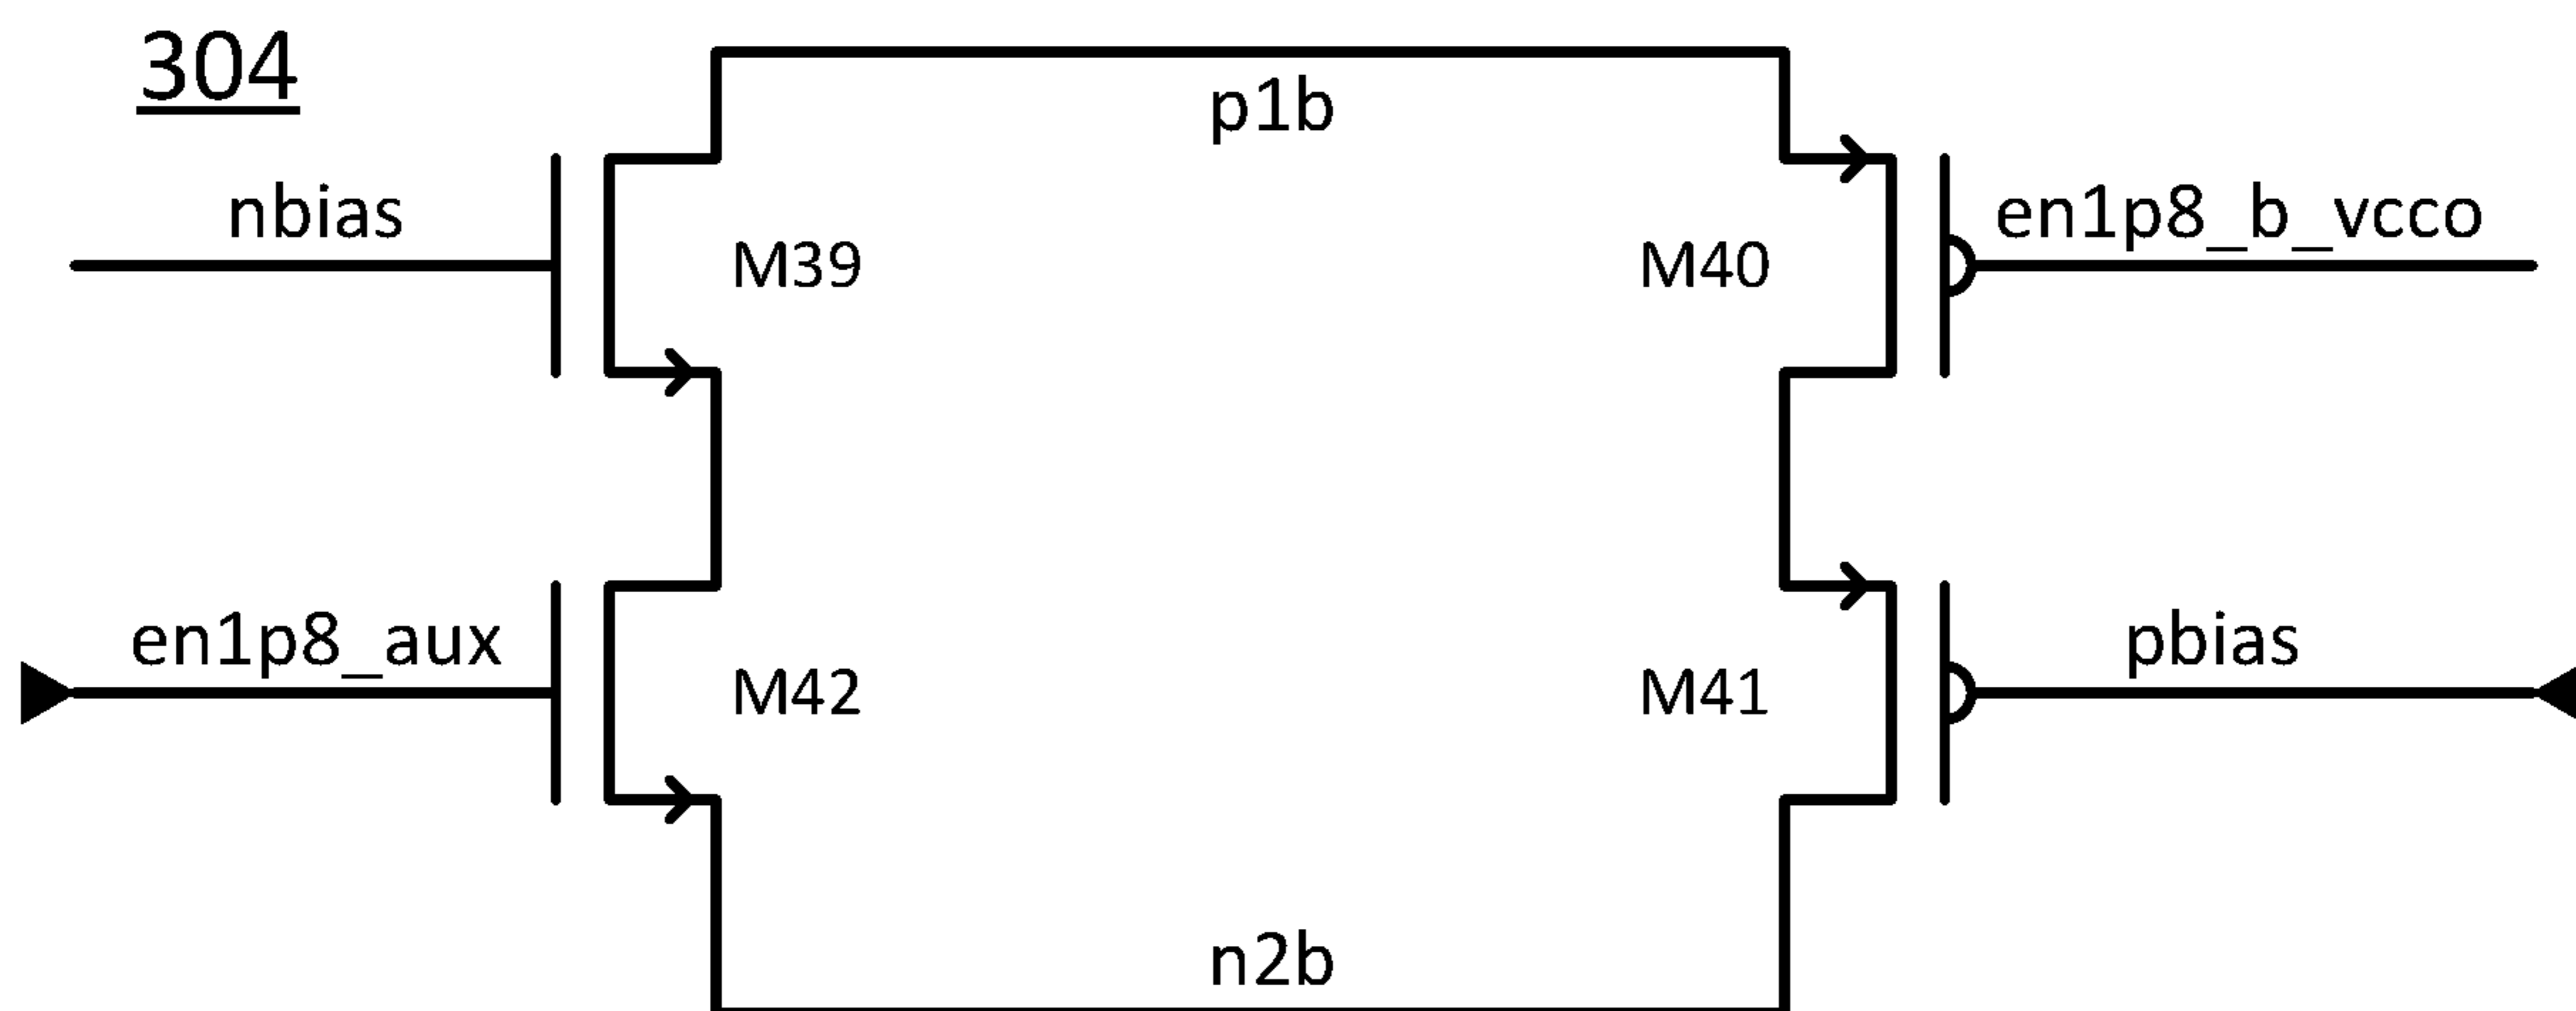 304
p1b
nbias
M39
M40
en1p8_b_vcco
en1p8_aux
M42
M41
pbias
n2b